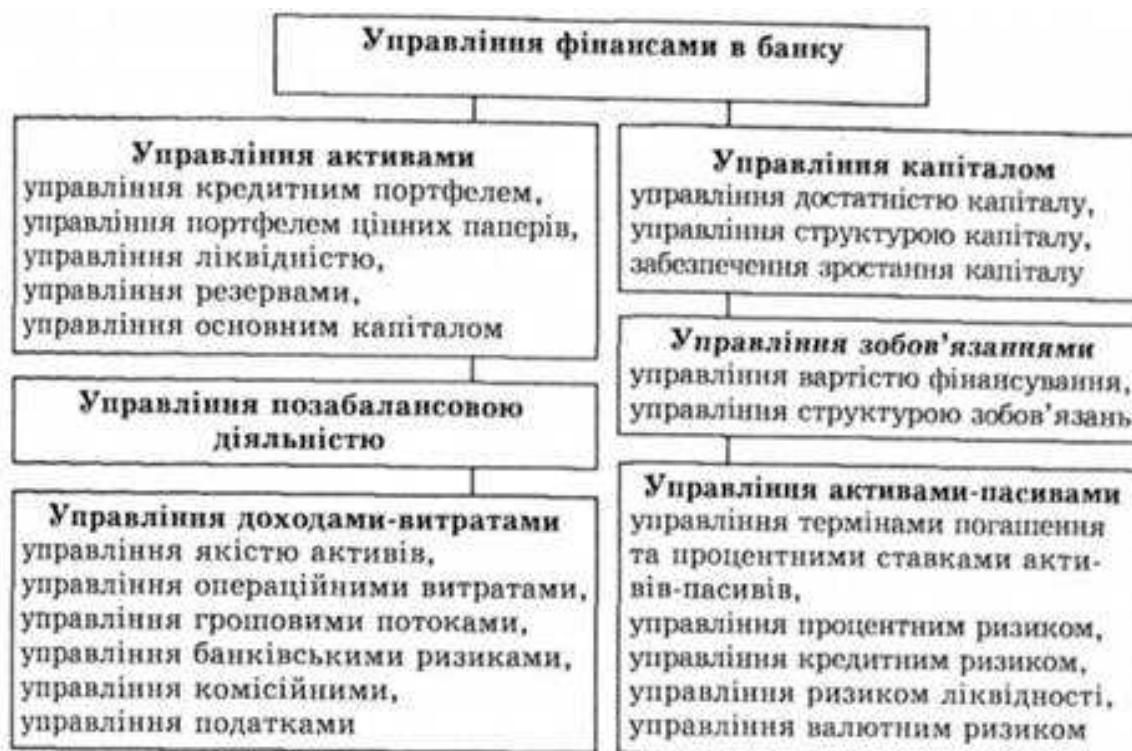 Управління фінансами в банку
Управління активами
управління кредитним портфелем,
управління портфелем цінних паперів,
управління ліквідністю,
управління резервами,
управління основним капіталом
Управління позабалансовою
діяльністю
Управління доходами-витратами
управління якістю активів,
управління операційними витратами,
управління грошовими потоками,
управління банківськими ризиками,
управління комісійними,
управління податками
Управління капіталом
управління достатністю капіталу,
управління структурою капіталу,
забезпечення зростання капіталу
Управління зобов’язаннями
управління вартістю фінансування,
управління структурою зобов’язань
Управління активами-пасивами
управління термінами погашення
та процентними ставками акти-
вів-пасивів,
управління процентним ризиком,
управління кредитним ризиком,
управління ризиком ліквідності,
управління валютним ризиком